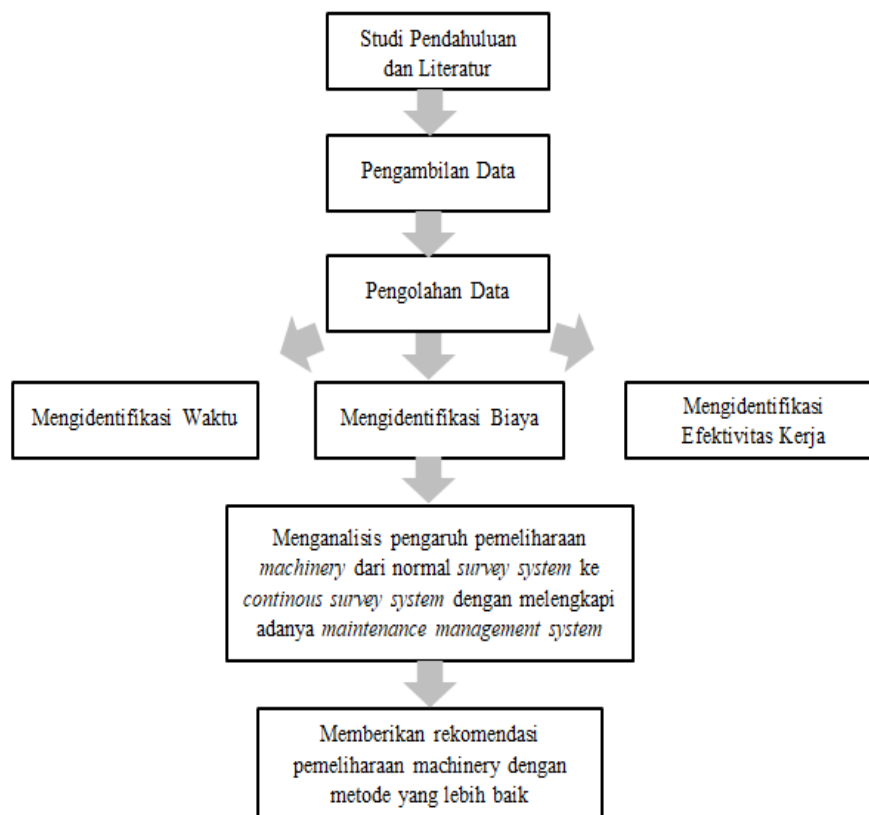 Studi Pendahuluan
dan Literatur
Pengambilan Data
Pengolahan Data
Mengidentifikasi Waktu
Mengidentifikasi Biaya
Mengidentifikasi
Efektivitas Kerja
Menganalisis pengaruh pemeliharaan
machinery dari normal survey system ke
continous survey system dengan melengkapi
adanya maintenance management system
Memberikan rekomendasi
pemeliharaan machinery dengan
metode yang lebih baik